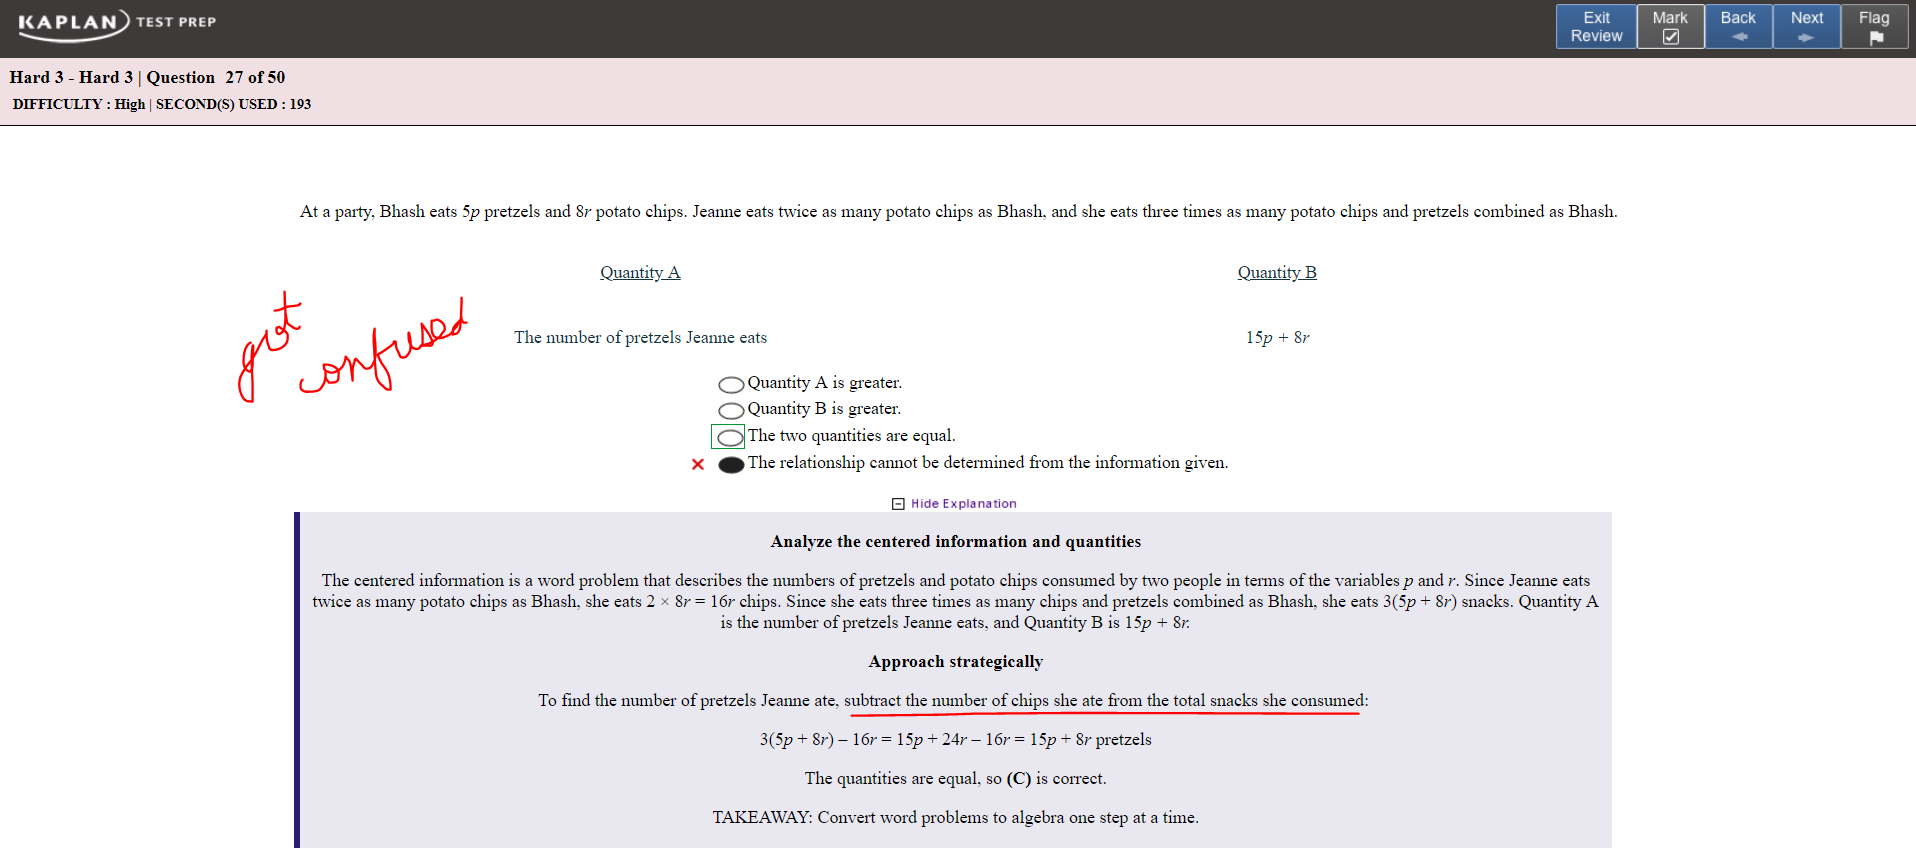 KAPLAN TEST PREP
Exit Review
Mark
Back
Next
Flag
Hard 3 - Hard 3 | Question 27 of 50
DIFFICULTY : High | SECOND(S) USED : 193
At a party, Bhash eats 5p pretzels and 8r potato chips. Jeanne eats twice as many potato chips as Bhash, and she eats three times as many potato chips and pretzels combined as Bhash.
Quantity A
Quantity B
got confused
The number of pretzels Jeanne eats
15p + 8r
Quantity A is greater.
Quantity B is greater.
The two quantities are equal.
The relationship cannot be determined from the information given.
Hide Explanation
Analyze the centered information and quantities
The centered information is a word problem that describes the numbers of pretzels and potato chips consumed by two people in terms of the variables p and r. Since Jeanne eats
twice as many potato chips as Bhash, she eats 2 × 8r = 16r chips. Since she eats three times as many chips and pretzels combined as Bhash, she eats 3(5p + 8r) snacks. Quantity A
is the number of pretzels Jeanne eats, and Quantity B is 15p + 8r.
Approach strategically
To find the number of pretzels Jeanne ate, subtract the number of chips she ate from the total snacks she consumed:
3(5p + 8r) – 16r = 15p + 24r – 16r = 15p + 8r pretzels
The quantities are equal, so (C) is correct.
TAKEAWAY: Convert word problems to algebra one step at a time.